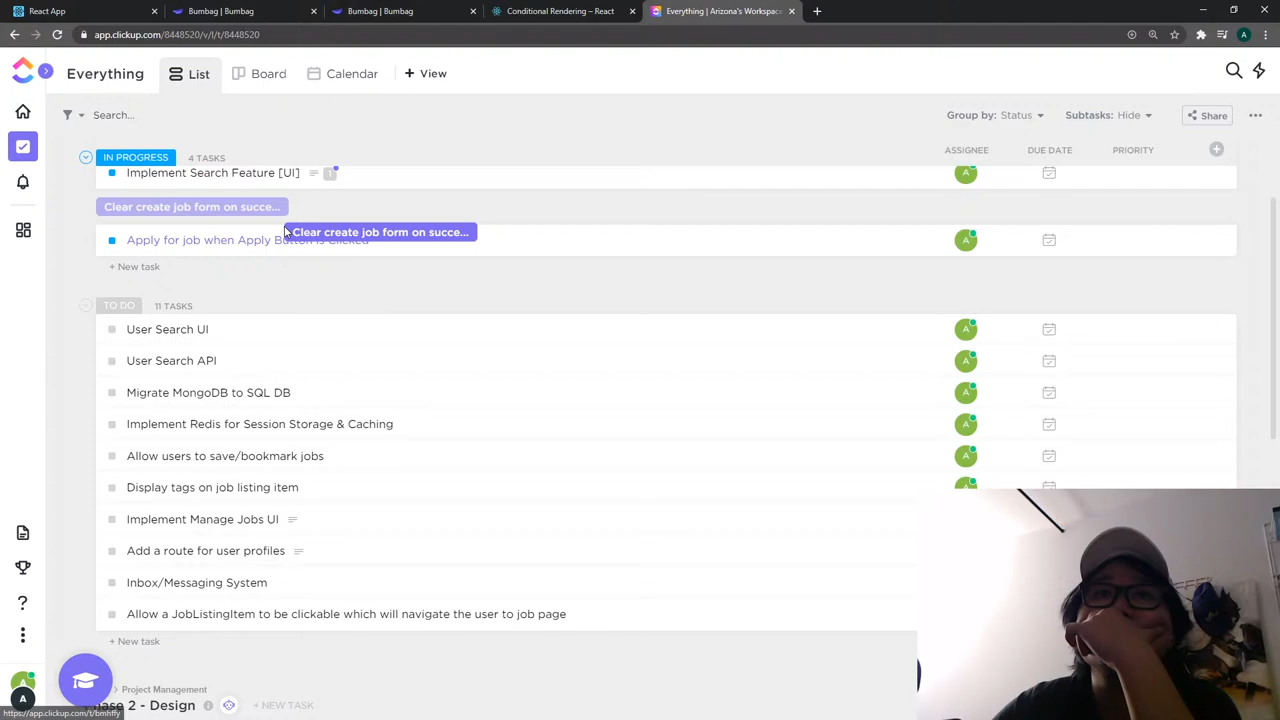 React App
Bumbag | Bumbag
Bumbag | Bumbag
Conditional Rendering – React
Everything | Arizona's Workspace
app.clickup.com/8448520/v/l/t/8448520
A
Everything List Board Calendar + View
Search...
Group by: Status Subtasks: Hide Share
IN PROGRESS 4 TASKS ASSIGNEE DUE DATE PRIORITY
Implement Search Feature [UI] 1 A
Clear create job form on succe...
Clear create job form on succe...
Apply for job when Apply Button is Clicked A
+ New task
TO DO 11 TASKS
User Search UI A
User Search API A
Migrate MongoDB to SQL DB A
Implement Redis for Session Storage & Caching A
Allow users to save/bookmark jobs A
Display tags on job listing item A
Implement Manage Jobs UI
Add a route for user profiles
Inbox/Messaging System
Allow a JobListingItem to be clickable which will navigate the user to job page
+ New task
Project Management
ase 2 - Design + NEW TASK
A
A
https://app.clickup.com/t/bmhffy